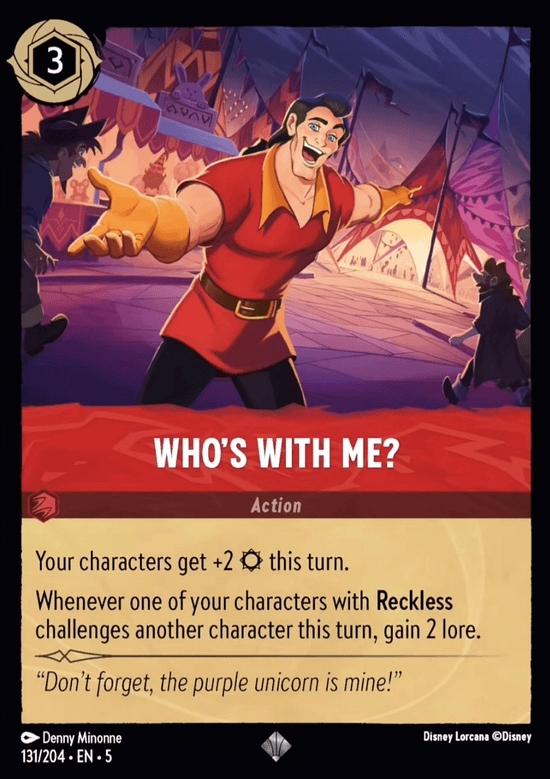 3
WHO'S WITH ME?
Action
Your characters get +2 this turn.
Whenever one of your characters with Reckless
challenges another character this turn, gain 2 lore.
“Don't forget, the purple unicorn is mine!”
Denny Minonne
Disney Lorcana ©Disney
131/204 • EN • 5